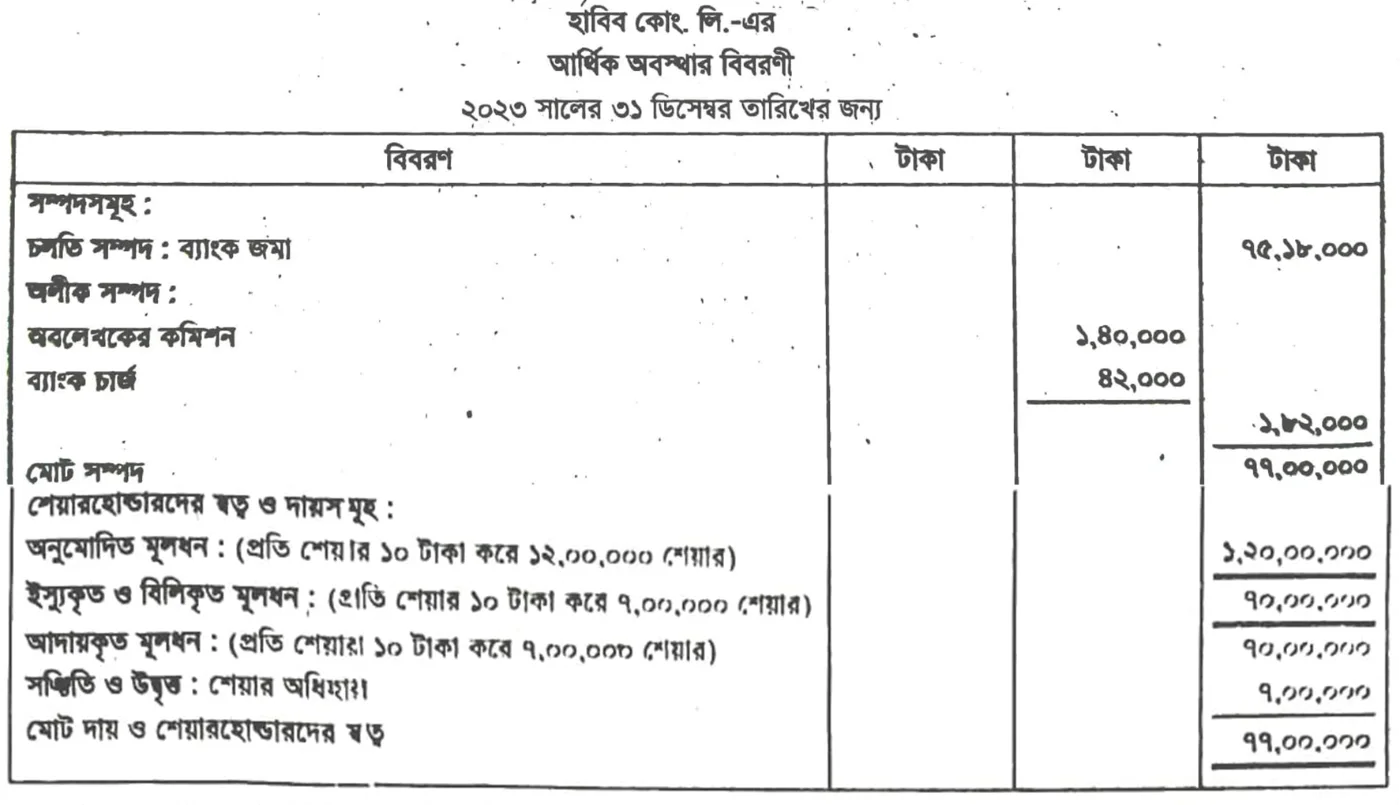 হাবিব কোং. লি.-এর
আর্থিক অবস্থার বিবরণী
২০২৩ সালের ৩১ ডিসেম্বর তারিখের জন্য
বিবরণ টাকা টাকা টাকা
সম্পদসমূহ :
চলতি সম্পদ : ব্যাংক জমা ৭৫,১৮,০০০
অলীক সম্পদ :
অবলেখকের কমিশন ১,৪০,০০০
ব্যাংক চার্জ ৪২,০০০
১,৮২,০০০
মোট সম্পদ ৭৭,০০,০০০
শেয়ারহোল্ডারদের স্বত্ব ও দায়সমূহ :
অনুমোদিত মূলধন : (প্রতি শেয়ার ১০ টাকা করে ১২,০০,০০০ শেয়ার) ১,২০,০০,০০০
ইস্যুকৃত ও বিলিকৃত মূলধন : (প্রতি শেয়ার ১০ টাকা করে ৭,০০,০০০ শেয়ার) ৭০,০০,০০০
আদায়কৃত মূলধন : (প্রতি শেয়ার ১০ টাকা করে ৭,০০,০০০ শেয়ার) ৭০,০০,০০০
সঞ্চিতি ও উদ্বৃত্ত : শেয়ার অধিহার ৭,০০,০০০
মোট দায় ও শেয়ারহোল্ডারদের স্বত্ব ৭৭,০০,০০০